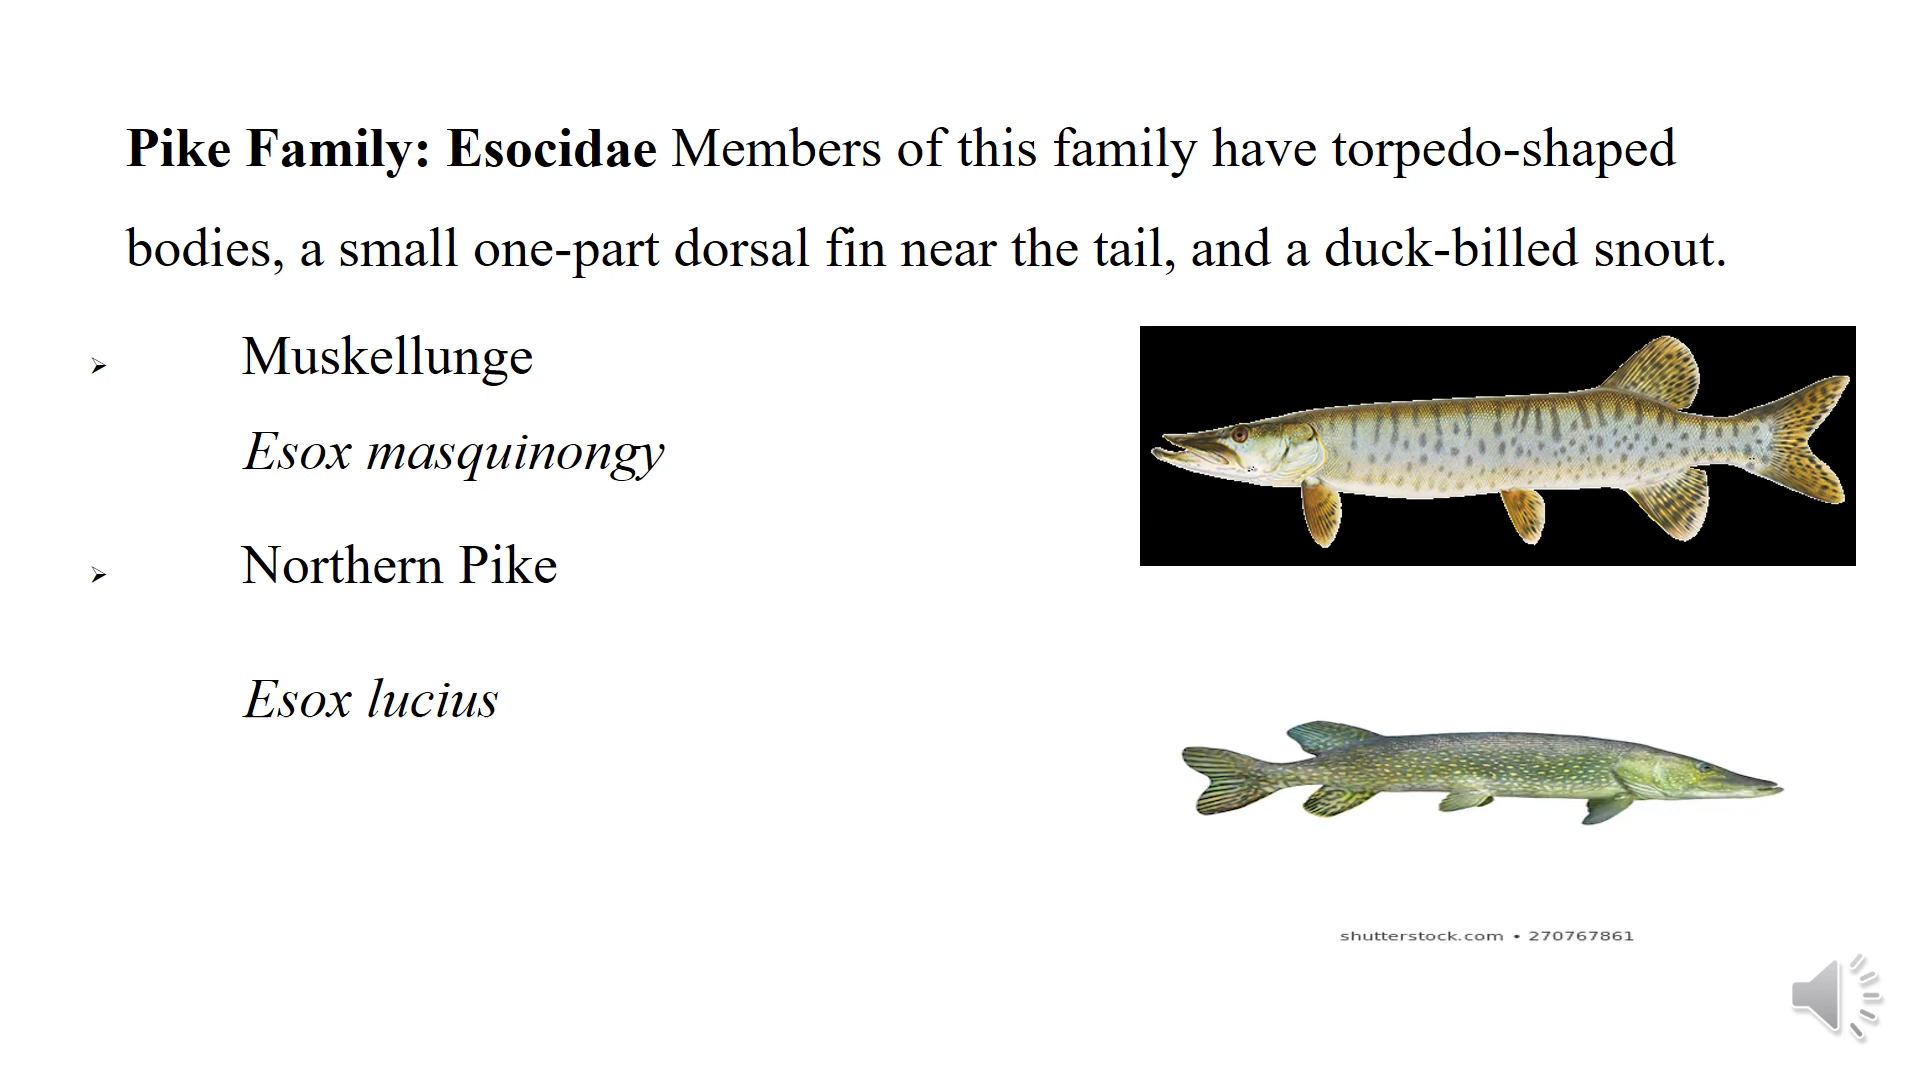 Pike Family: Esocidae Members of this family have torpedo-shaped
bodies, a small one-part dorsal fin near the tail, and a duck-billed snout.
➢ Muskellunge
Esox masquinongy
➢ Northern Pike
Esox lucius
shutterstock.com • 270767861